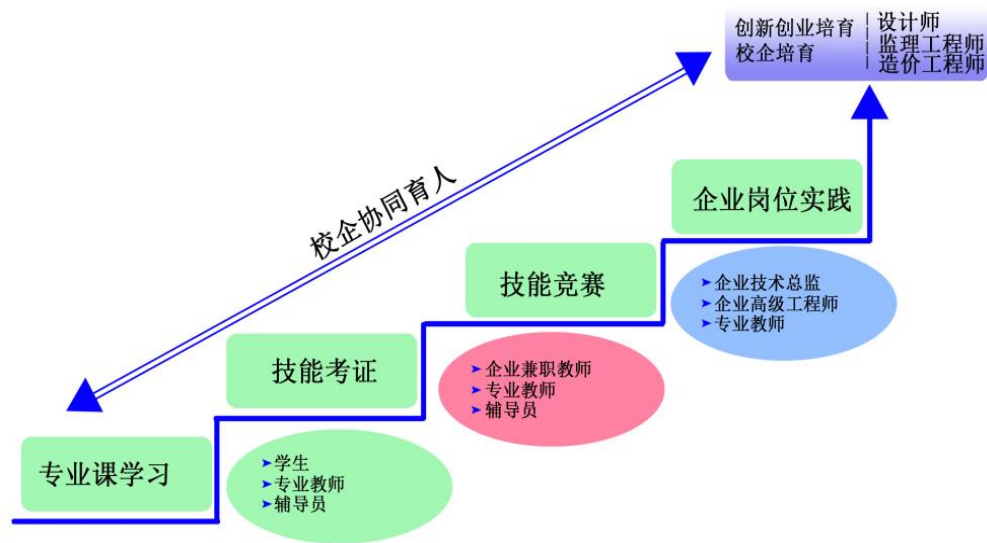 创新创业培育
校企培育
设计师
监理工程师
造价工程师
校企协同育人
企业岗位实践
企业技术总监
企业高级工程师
专业教师
技能竞赛
企业兼职教师
专业教师
辅导员
技能考证
学生
专业教师
辅导员
专业课学习